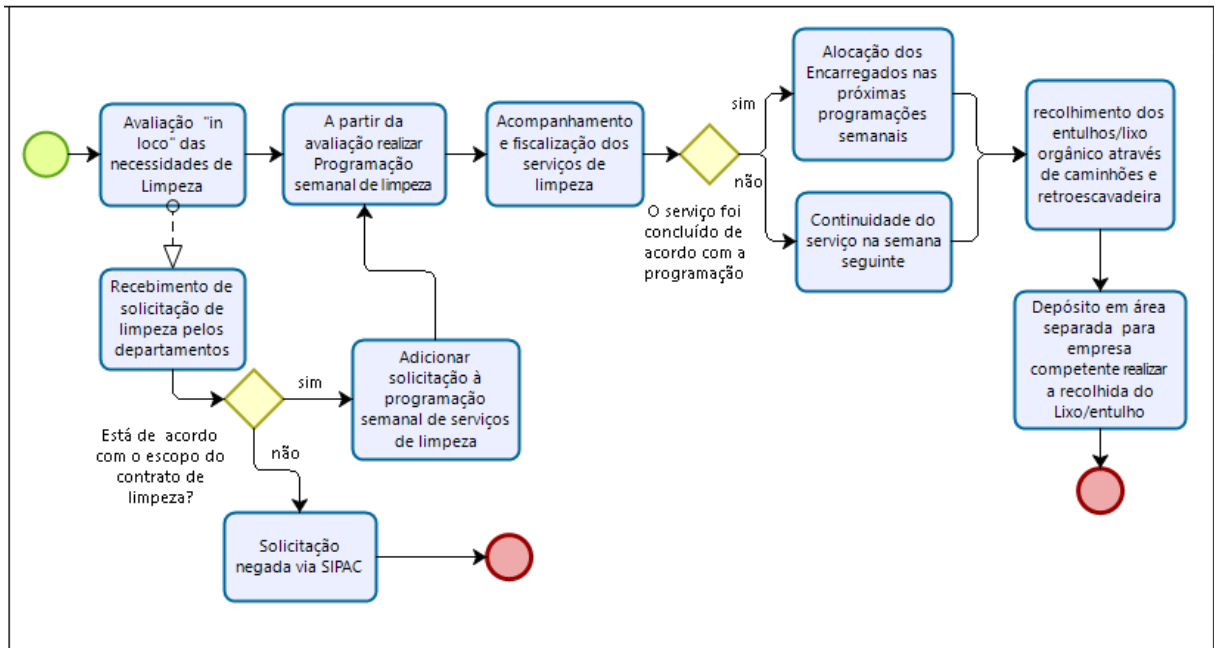 Avaliação "in
loco" das
necessidades de
Limpeza
A partir da
avaliação realizar
Programação
semanal de limpeza
Acompanhamento
e fiscalização dos
serviços de
limpeza
O serviço foi
concluído de
acordo com a
programação
sim
não
Alocação dos
Encarregados nas
próximas
programações
semanais
Continuidade do
serviço na semana
seguinte
recolhimento dos
entulhos/lixo
orgânico através
de caminhões e
retroescavadeira
Depósito em área
separada para
empresa
competente realizar
a recolhida do
Lixo/entulho
Recebimento de
solicitação de
limpeza pelos
departamentos
Está de acordo
com o escopo do
contrato de
limpeza?
sim
não
Adicionar
solicitação à
programação
semanal de serviços
de limpeza
Solicitação
negada via SIPAC